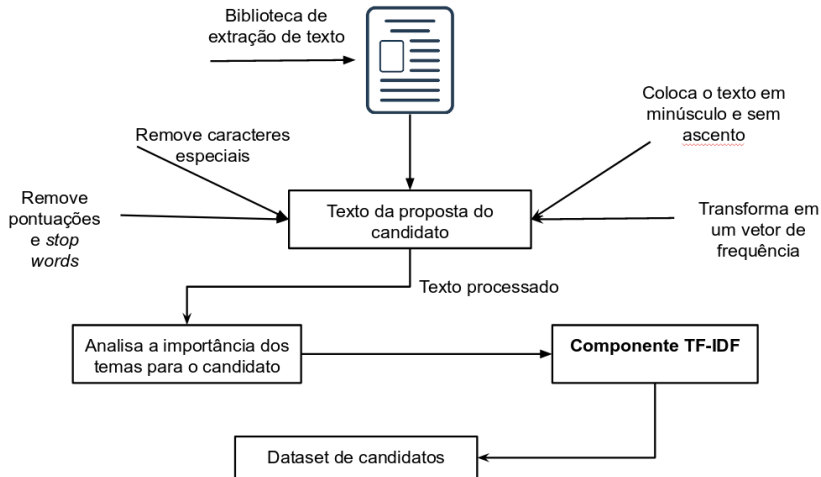 Biblioteca de
extração de texto
Coloca o texto em
minúsculo e sem
ascento
Remove caracteres
especiais
Remove
pontuações
e stop
words
Texto da proposta do
candidato
Transforma em
um vetor de
frequência
Texto processado
Analisa a importância dos
temas para o candidato
Componente TF-IDF
Dataset de candidatos